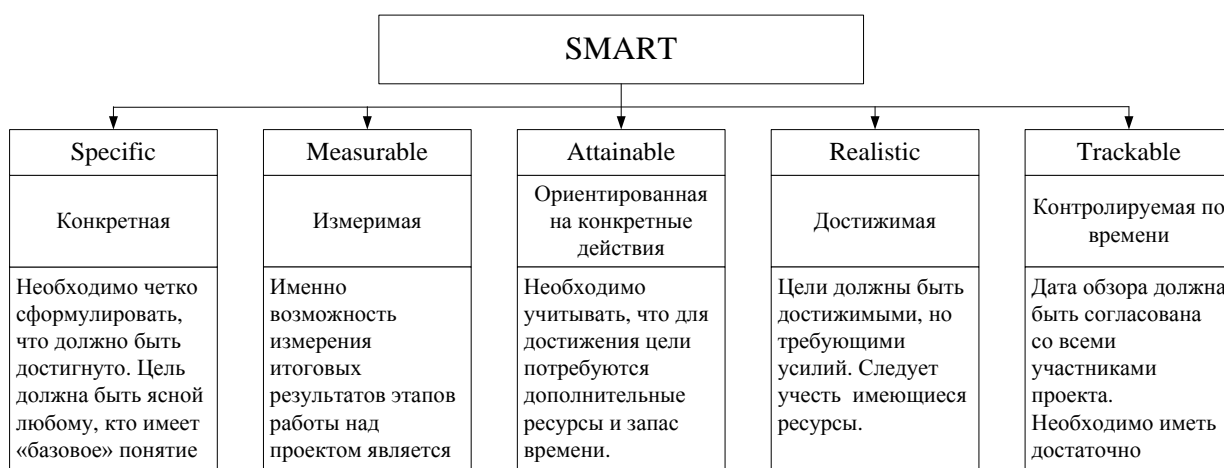 SMART
Specific
Конкретная
Необходимо четко
сформулировать,
что должно быть
достигнуто. Цель
должна быть ясной
любому, кто имеет
«базовое» понятие
Measurable
Измеримая
Именно
возможность
измерения
итоговых
результатов этапов
работы над
проектом является
Attainable
Ориентированная
на конкретные
действия
Необходимо
учитывать, что для
достижения цели
потребуются
дополнительные
ресурсы и запас
времени.
Realistic
Достижимая
Цели должны быть
достижимыми, но
требующими
усилий. Следует
учесть имеющиеся
ресурсы.
Trackable
Контролируемая по
времени
Дата обзора должна
быть согласована
со всеми
участниками
проекта.
Необходимо иметь
достаточно